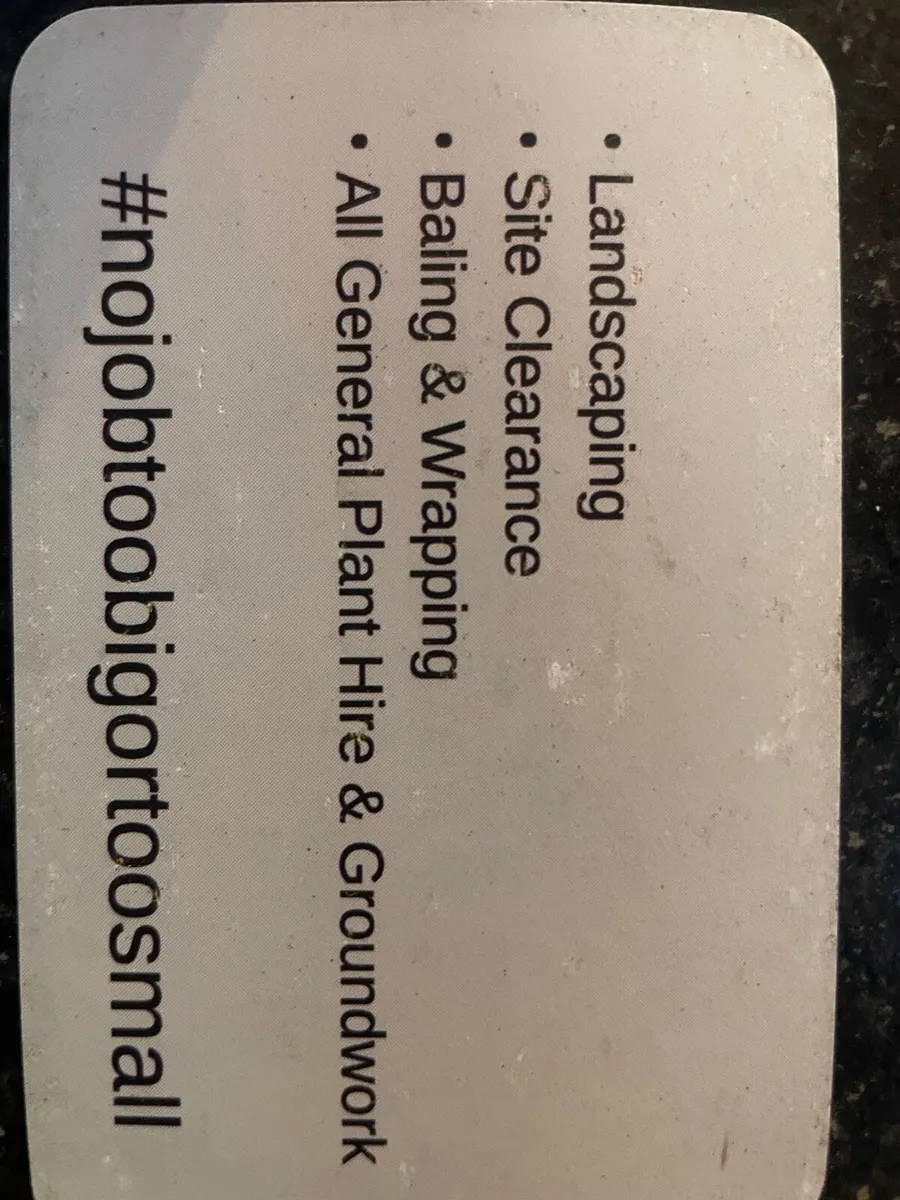 • Landscaping
• Site Clearance
• Baling & Wrapping
• All General Plant Hire & Groundwork
#nojobtoobigortoosmall